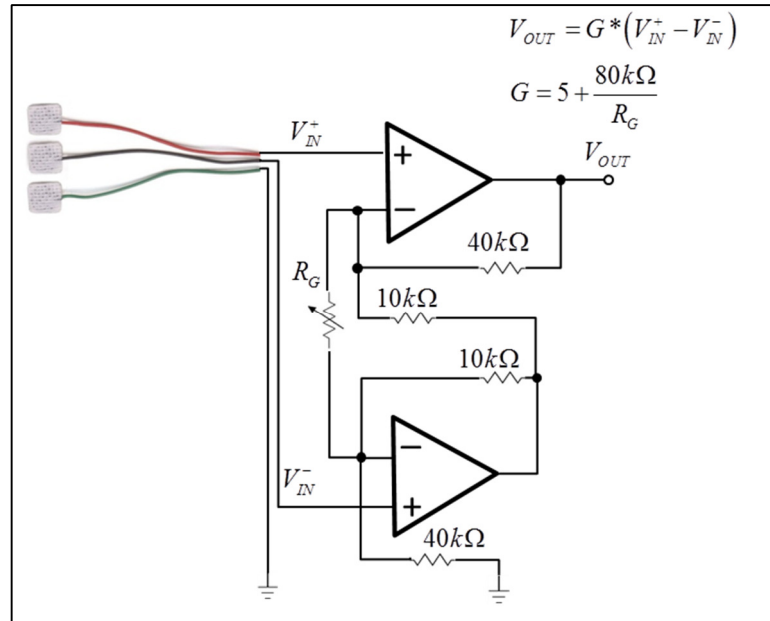 V_OUT = G*(V_IN^+ − V_IN^-)
G = 5 + 80kΩ/R_G
V_IN^+
V_OUT
+
−
40kΩ
R_G
10kΩ
10kΩ
−
V_IN^-
+
40kΩ